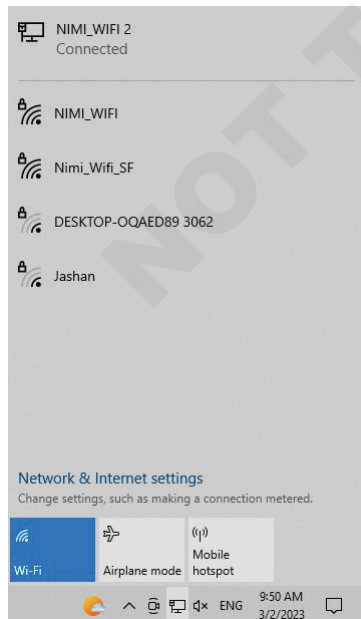 NIMI_WIFI 2
Connected
NIMI_WIFI
Nimi_Wifi_SF
DESKTOP-OQAED89 3062
Jashan
Network & Internet settings
Change settings, such as making a connection metered.
Wi-Fi
Airplane mode
Mobile
hotspot
ENG
9:50 AM
3/2/2023
NOT T